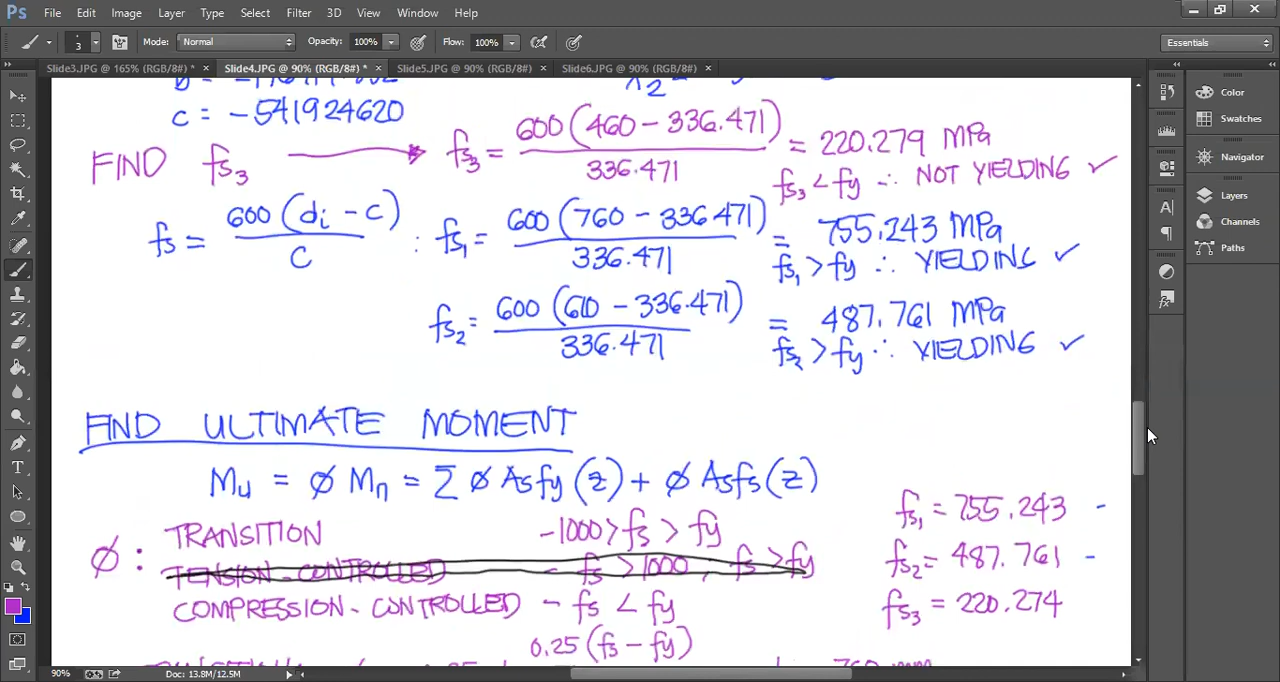 Ps File Edit Image Layer Type Select Filter 3D View Window Help
3 Mode: Normal Opacity: 100% Flow: 100% Essentials
Slide3.JPG @ 165% (RGB/8#) * × Slide4.JPG @ 90% (RGB/8#) * × Slide5.JPG @ 90% (RGB/8#) × Slide6.JPG @ 90% (RGB/8#) ×
c = -541924620
FIND fs3 → fs3 = 600(460 - 336.471) / 336.471 = 220.279 MPa
fs3 < fy ∴ NOT YIELDING ✓
fs = 600(di - c) / c : fs1 = 600(760 - 336.471) / 336.471 = 755.243 MPa
fs1 > fy ∴ YIELDING ✓
fs2 = 600(610 - 336.471) / 336.471 = 487.761 MPa
fs2 > fy ∴ YIELDING ✓
FIND ULTIMATE MOMENT
Mu = ø Mn = Σ ø Asfy(z) + ø Asfs(z)
ø : TRANSITION -1000 > fs > fy
TENSION-CONTROLLED - fs > 1000, fs > fy
COMPRESSION-CONTROLLED - fs < fy
0.25(fs - fy)
fs1 = 755.243 -
fs2 = 487.761 -
fs3 = 220.274
Color
Swatches
Navigator
Layers
Channels
Paths
90% Doc: 13.8M/12.5M